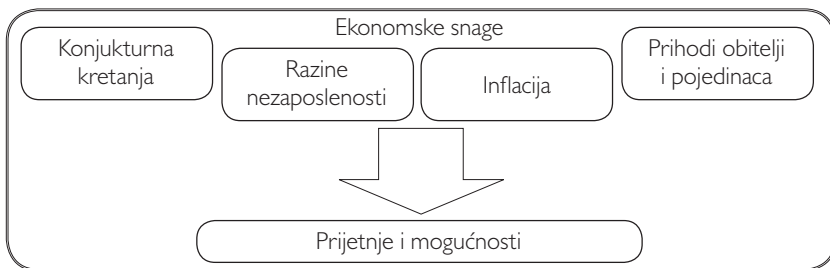 Ekonomske snage
Konjukturna
kretanja
Razine
nezaposlenosti
Inflacija
Prihodi obitelji
i pojedinaca
Prijetnje i mogućnosti